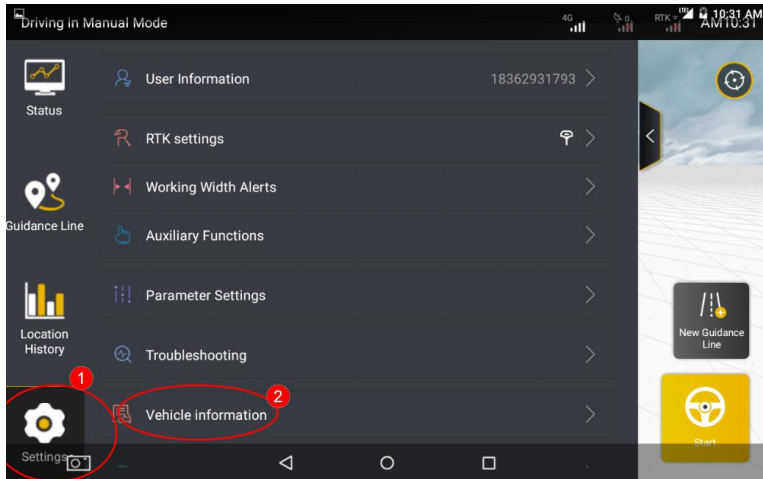 Driving in Manual Mode
4G
0
RTK
LTE
10:31 AM
AM10:31
Status
User Information
18362931793
RTK settings
Working Width Alerts
Guidance Line
Auxiliary Functions
Parameter Settings
Location
History
Troubleshooting
New Guidance
Line
1
2
Vehicle information
Settings
Start